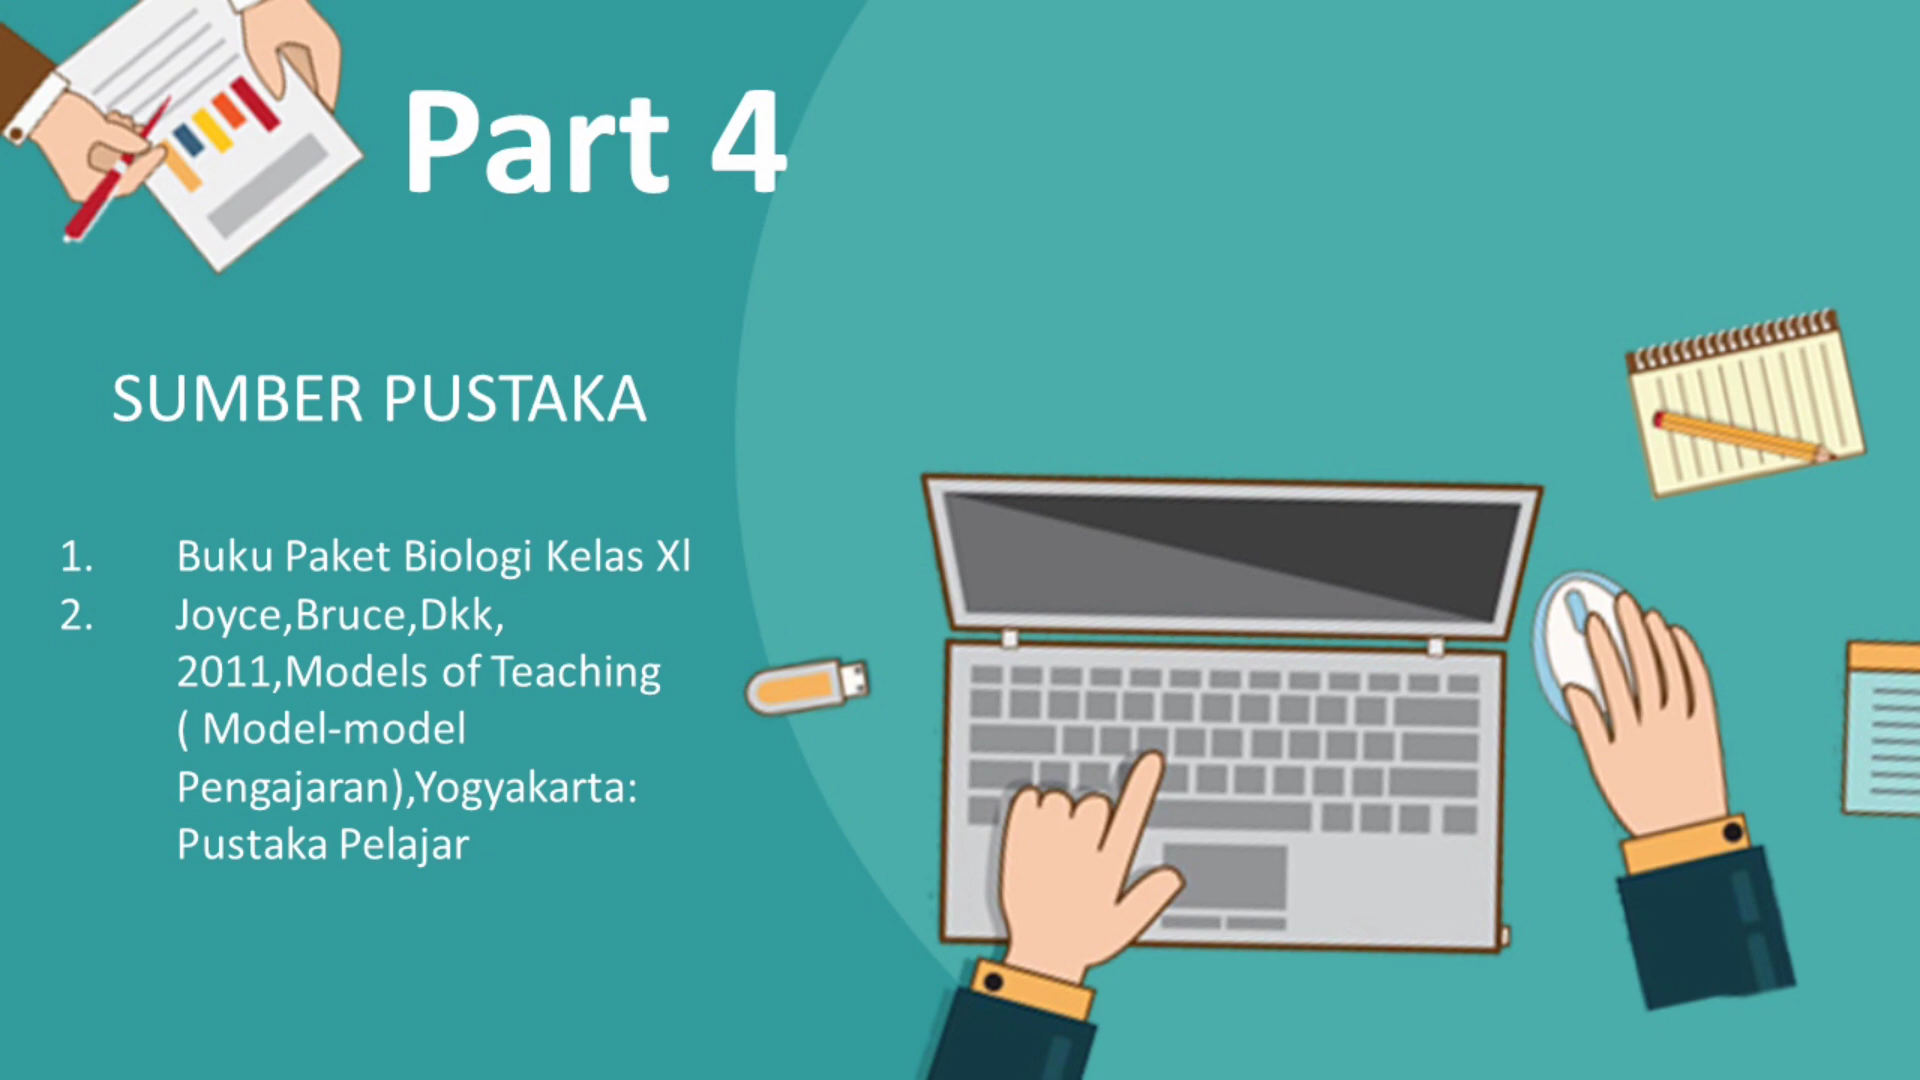 Part 4
SUMBER PUSTAKA
1. Buku Paket Biologi Kelas Xl
2. Joyce,Bruce,Dkk,
2011,Models of Teaching
( Model-model
Pengajaran),Yogyakarta:
Pustaka Pelajar